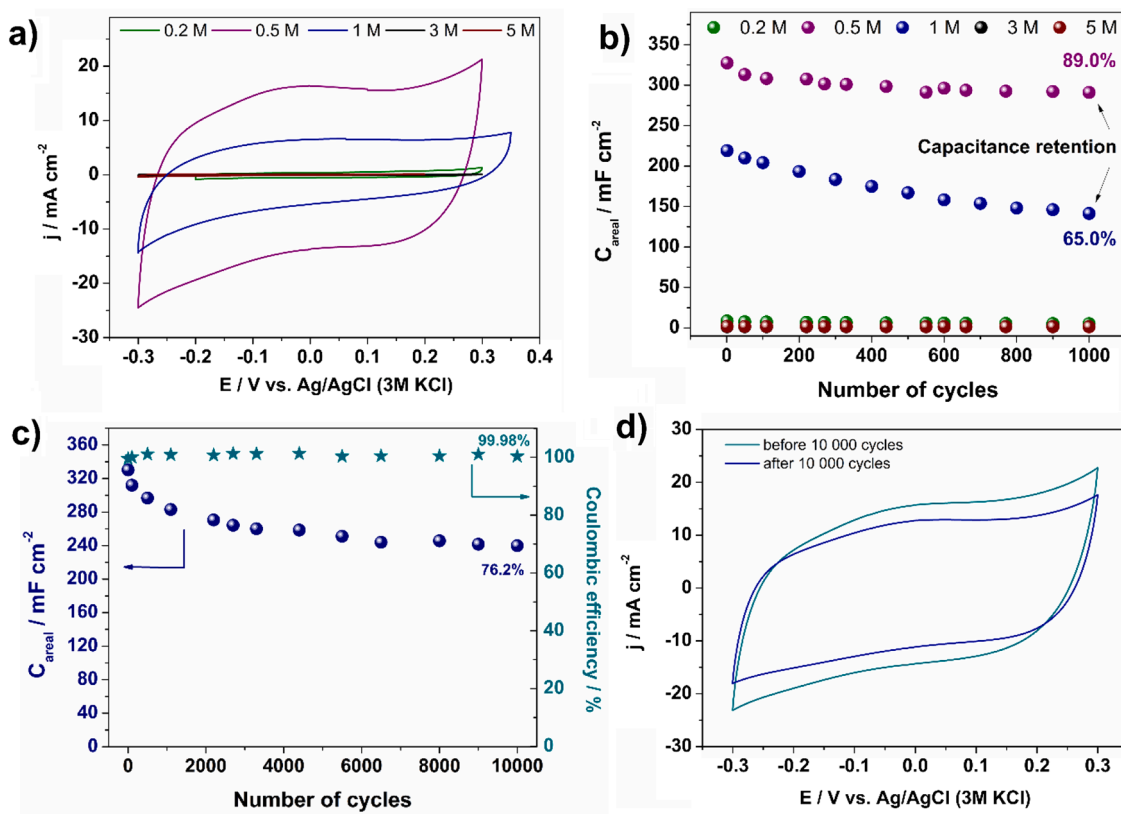 a)
0.2 M 0.5 M 1 M 3 M 5 M
20
10
0
-10
-20
-30
j / mA cm-2
-0.3 -0.2 -0.1 0.0 0.1 0.2 0.3 0.4
E / V vs. Ag/AgCl (3M KCl)
b)
0.2 M 0.5 M 1 M 3 M 5 M
350
300
250
200
150
100
50
0
C areal / mF cm-2
89.0%
Capacitance retention
65.0%
0 200 400 600 800 1000
Number of cycles
c)
360
320
280
240
200
160
120
80
40
0
C areal / mF cm-2
99.98%
76.2%
100
80
60
40
20
0
Coulombic efficiency / %
0 2000 4000 6000 8000 10000
Number of cycles
d)
before 10 000 cycles
after 10 000 cycles
30
20
10
0
-10
-20
-30
j / mA cm-2
-0.3 -0.2 -0.1 0.0 0.1 0.2 0.3
E / V vs. Ag/AgCl (3M KCl)